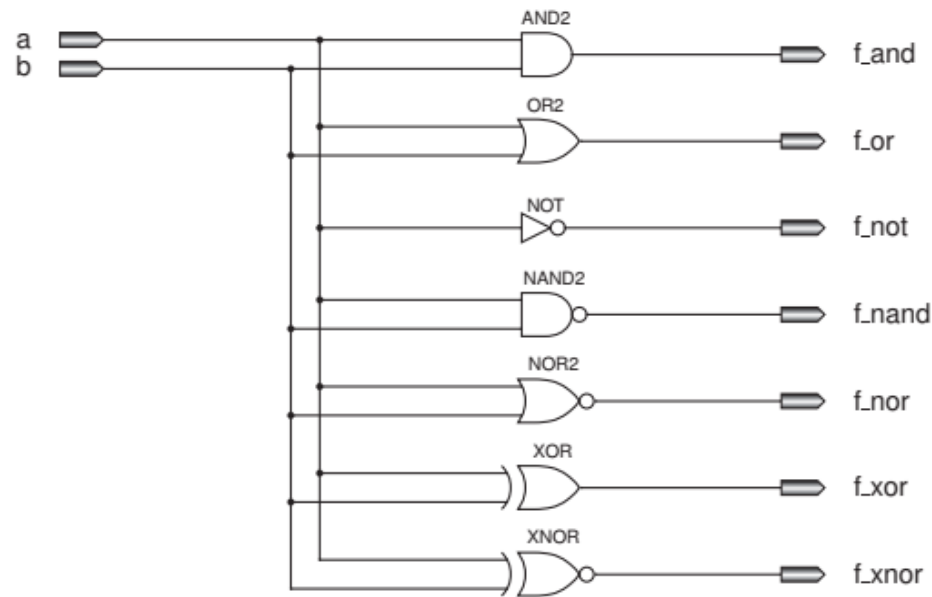 AND2
a
b
f_and
OR2
f_or
NOT
f_not
NAND2
f_nand
NOR2
f_nor
XOR
f_xor
XNOR
f_xnor